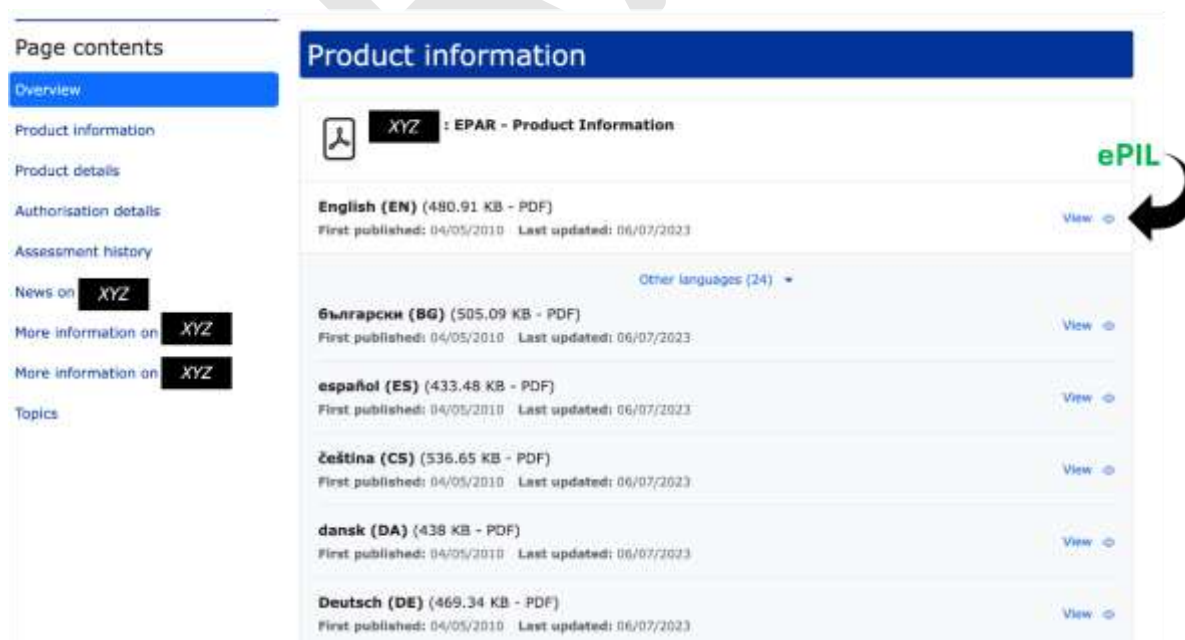 Page contents
Overview
Product information
Product details
Authorisation details
Assessment history
News on XYZ
More information on XYZ
More information on XYZ
Topics
Product information
XYZ : EPAR - Product Information
ePIL
English (EN) (480.91 KB - PDF)
First published: 04/05/2010 Last updated: 06/07/2023
View
Other languages (24)
български (BG) (505.09 KB - PDF)
First published: 04/05/2010 Last updated: 06/07/2023
View
español (ES) (433.48 KB - PDF)
First published: 04/05/2010 Last updated: 06/07/2023
View
čeština (CS) (536.65 KB - PDF)
First published: 04/05/2010 Last updated: 06/07/2023
View
dansk (DA) (438 KB - PDF)
First published: 04/05/2010 Last updated: 06/07/2023
View
Deutsch (DE) (469.34 KB - PDF)
First published: 04/05/2010 Last updated: 06/07/2023
View